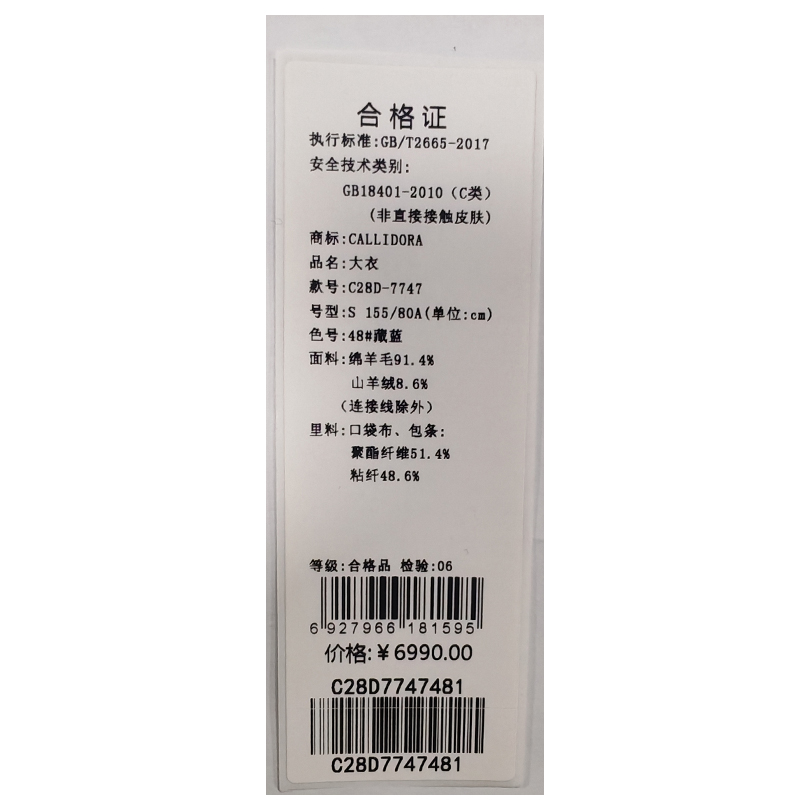 合格证
执行标准:GB/T2665-2017
安全技术类别:
GB18401-2010（C类）
(非直接接触皮肤)
商标:CALLIDORA
品名:大衣
款号:C28D-7747
号型:S 155/80A(单位:cm)
色号:48#藏蓝
面料:绵羊毛91.4%
山羊绒8.6%
（连接线除外）
里料:口袋布、包条:
聚酯纤维51.4%
粘纤48.6%
等级:合格品 检验:06
6 927966 181595
价格:￥6990.00
C28D7747481
C28D7747481